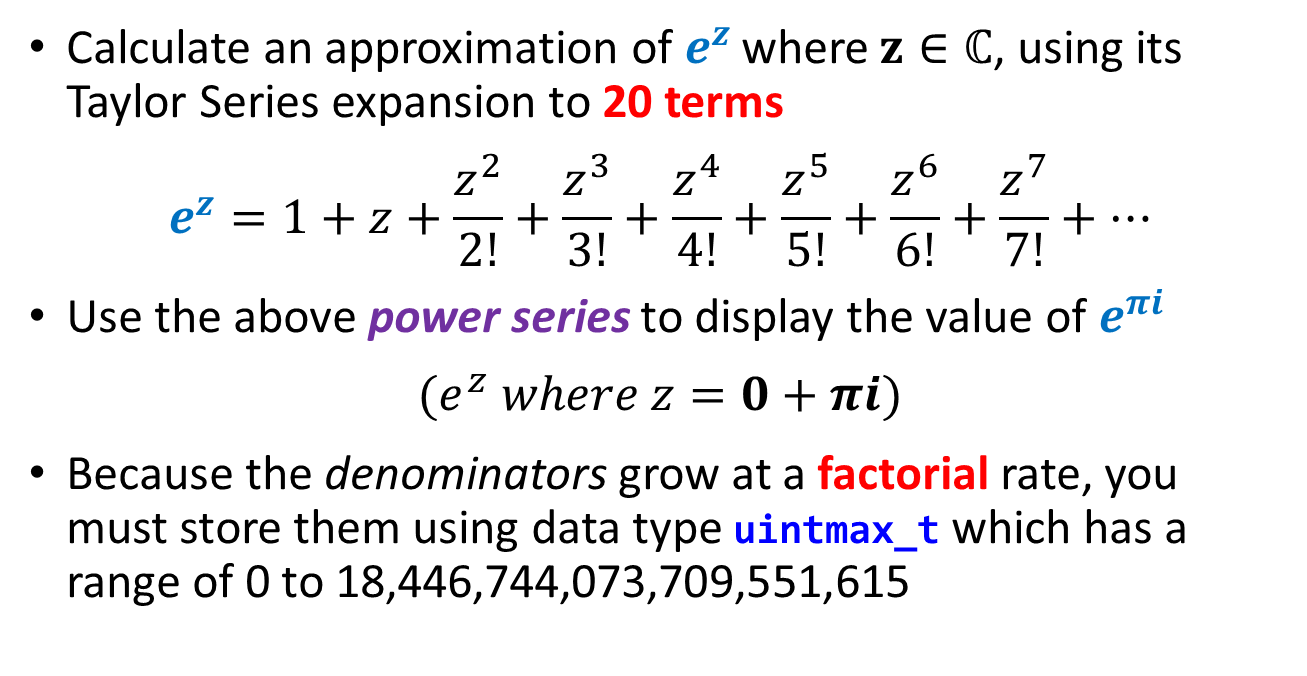 • Calculate an approximation of e^z where z ∈ ℂ, using its
Taylor Series expansion to 20 terms
e^z = 1 + z + z^2/2! + z^3/3! + z^4/4! + z^5/5! + z^6/6! + z^7/7! + ⋯
• Use the above power series to display the value of e^{πi}
(e^z where z = 0 + πi)
• Because the denominators grow at a factorial rate, you
must store them using data type uintmax_t which has a
range of 0 to 18,446,744,073,709,551,615